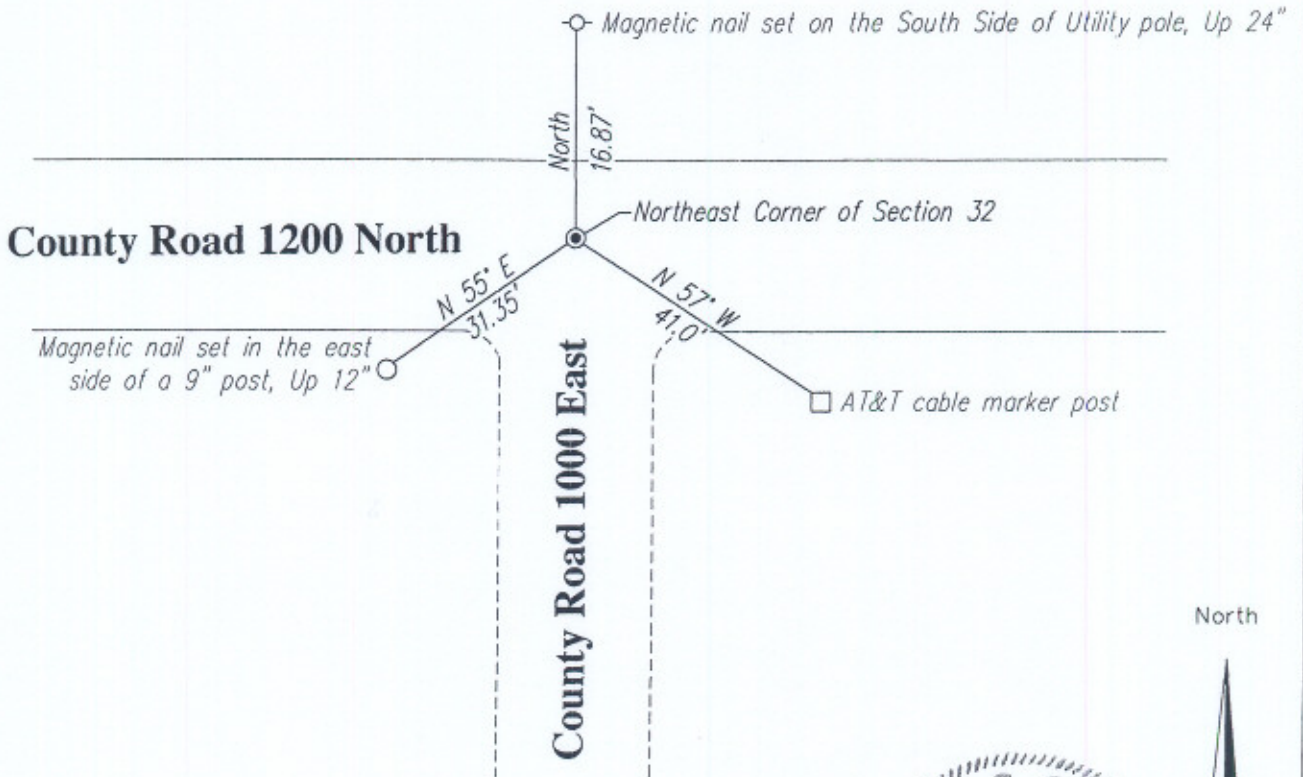 Magnetic nail set on the South Side of Utility pole, Up 24"
North
16.87'
Northeast Corner of Section 32
County Road 1200 North
N 55° E
31.35'
N 57° W
41.0'
Magnetic nail set in the east
side of a 9" post, Up 12"
AT&T cable marker post
County Road 1000 East
North